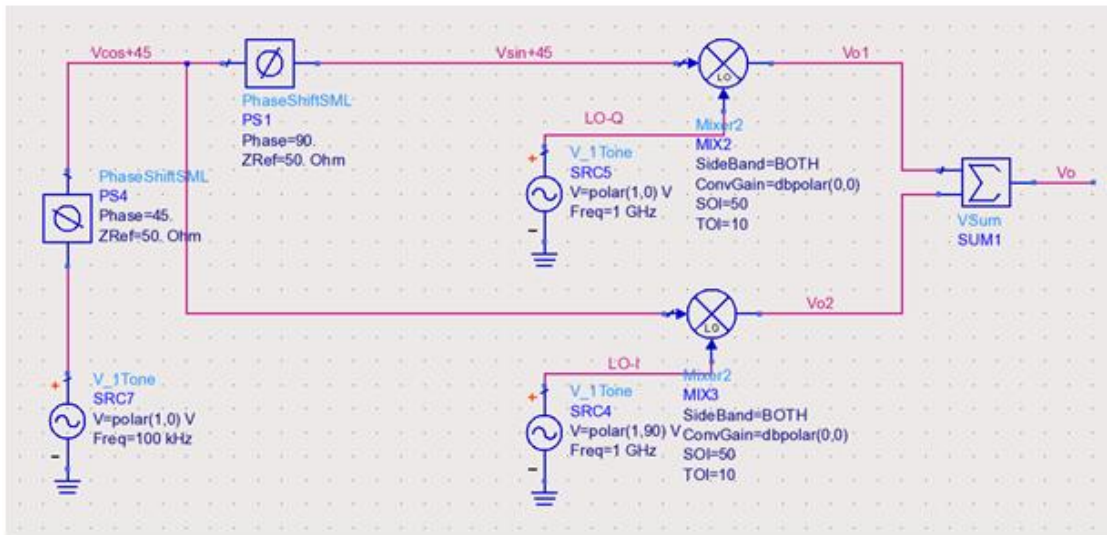 Vcos+45
Vsin+45
Vo1
PhaseShiftSML
PS1
Phase=90.
ZRef=50. Ohm
LO
LO-Q
Mixer2
MIX2
SideBand=BOTH
ConvGain=dbpolar(0,0)
SOI=50
TOI=10
V_1Tone
SRC5
V=polar(1,0) V
Freq=1 GHz
PhaseShiftSML
PS4
Phase=45.
ZRef=50. Ohm
Vo
VSum
SUM1
Vo2
LO
LO-I
Mixer2
MIX3
SideBand=BOTH
ConvGain=dbpolar(0,0)
SOI=50
TOI=10
V_1Tone
SRC4
V=polar(1,90) V
Freq=1 GHz
V_1Tone
SRC7
V=polar(1,0) V
Freq=100 kHz